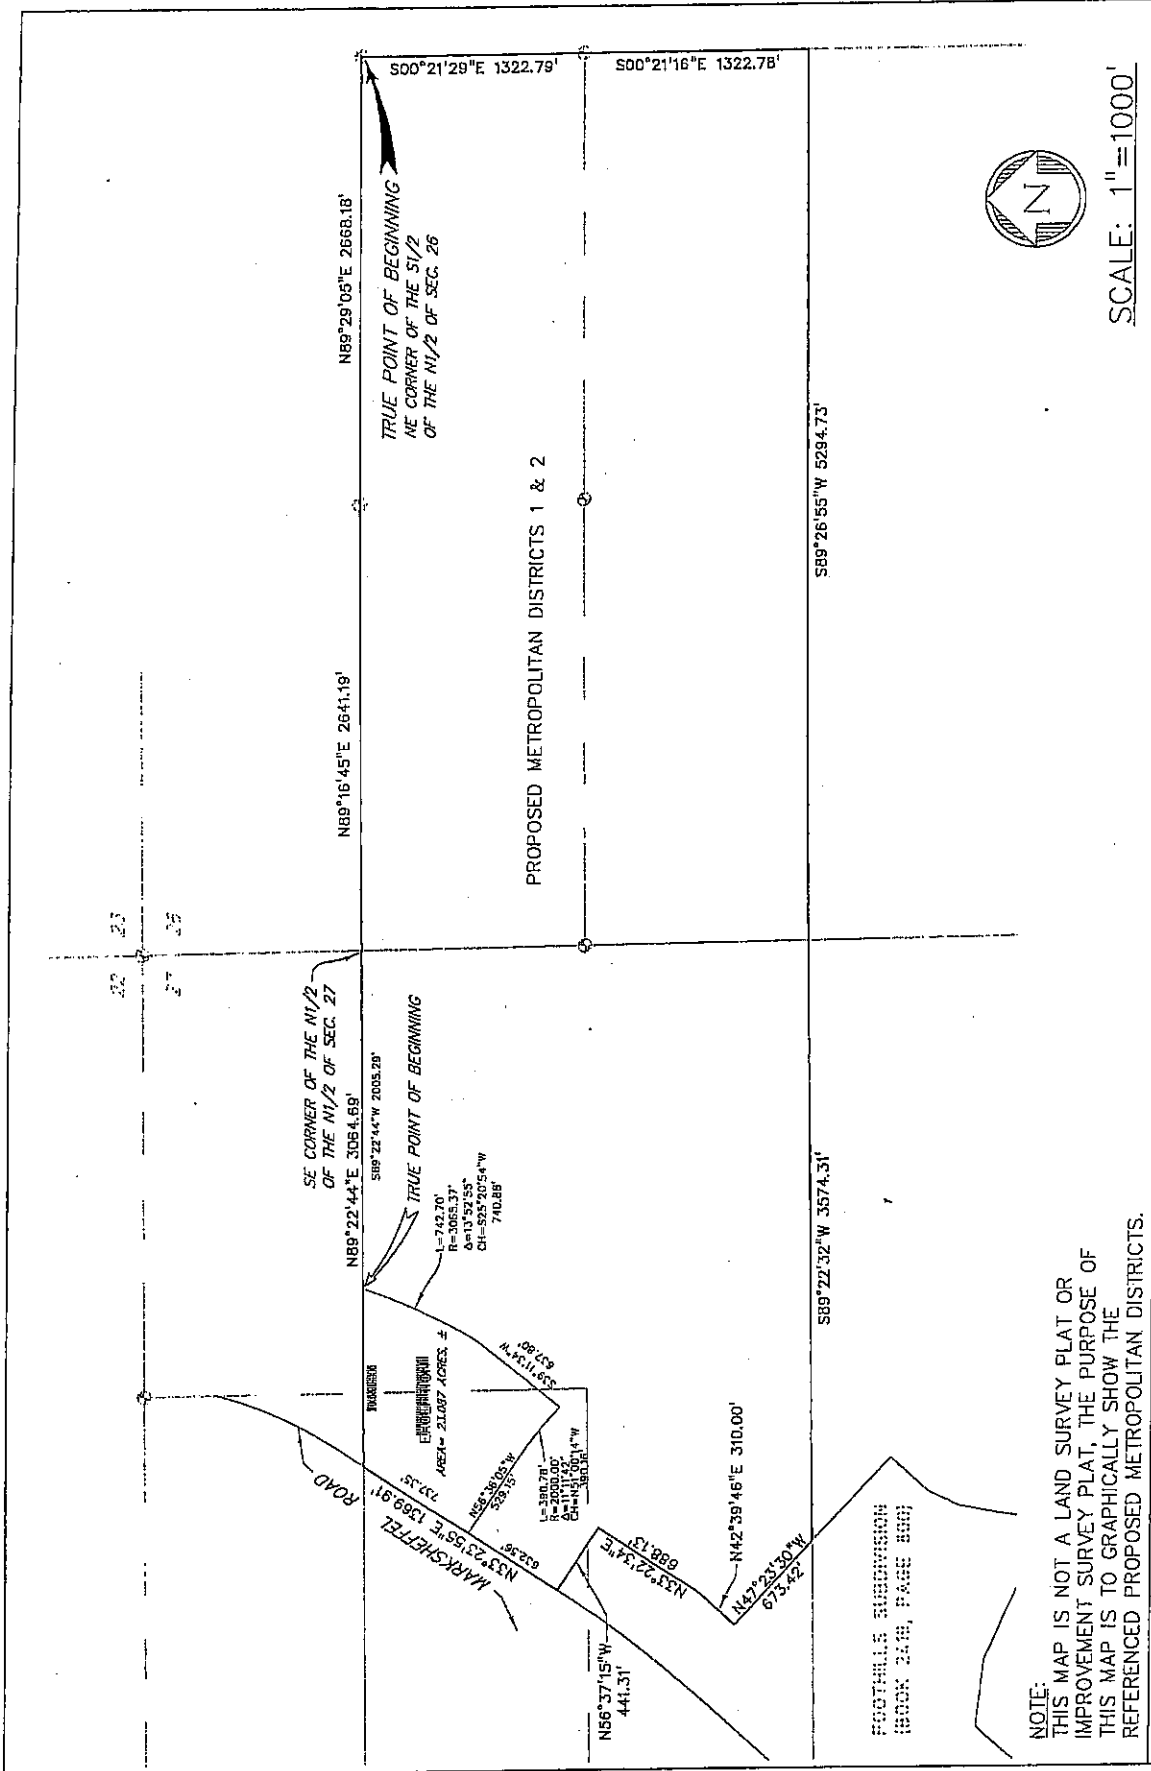 22 23
27 26
SE CORNER OF THE N1/2
OF THE N1/2 OF SEC. 27
N89°22'44"E 3064.69'
S89°22'44"W 2005.29'
N89°16'45"E 2641.19'
N89°29'05"E 2668.18'
TRUE POINT OF BEGINNING
NE CORNER OF THE S1/2
OF THE N1/2 OF SEC. 26
S00°21'29"E 1322.79'
S00°21'16"E 1322.78'
TRUE POINT OF BEGINNING
L=742.70'
R=3065.37'
Δ=13°52'55"
CH=S25°20'54"W
740.88'
AREA= 23.087 ACRES, ±
S39°11'34"W
637.80'
MARKSHEFFEL ROAD
N33°23'55"E 1369.91'
737.35'
632.56'
N56°38'05"W
529.15'
L=390.78'
R=2000.00'
Δ=11°11'42"
CH=N51°00'14"W
390.16'
PROPOSED METROPOLITAN DISTRICTS 1 & 2
N56°37'15"W
441.31'
N33°22'34"E
688.13'
N42°39'46"E 310.00'
N47°23'30"W
673.42'
S89°22'32"W 3574.31'
S89°26'55"W 5294.73'
FOOTHILLS SUBDIVISION
NOTE:
THIS MAP IS NOT A LAND SURVEY PLAT OR
IMPROVEMENT SURVEY PLAT, THE PURPOSE OF
THIS MAP IS TO GRAPHICALLY SHOW THE
REFERENCED PROPOSED METROPOLITAN DISTRICTS.
N
SCALE: 1"=1000'